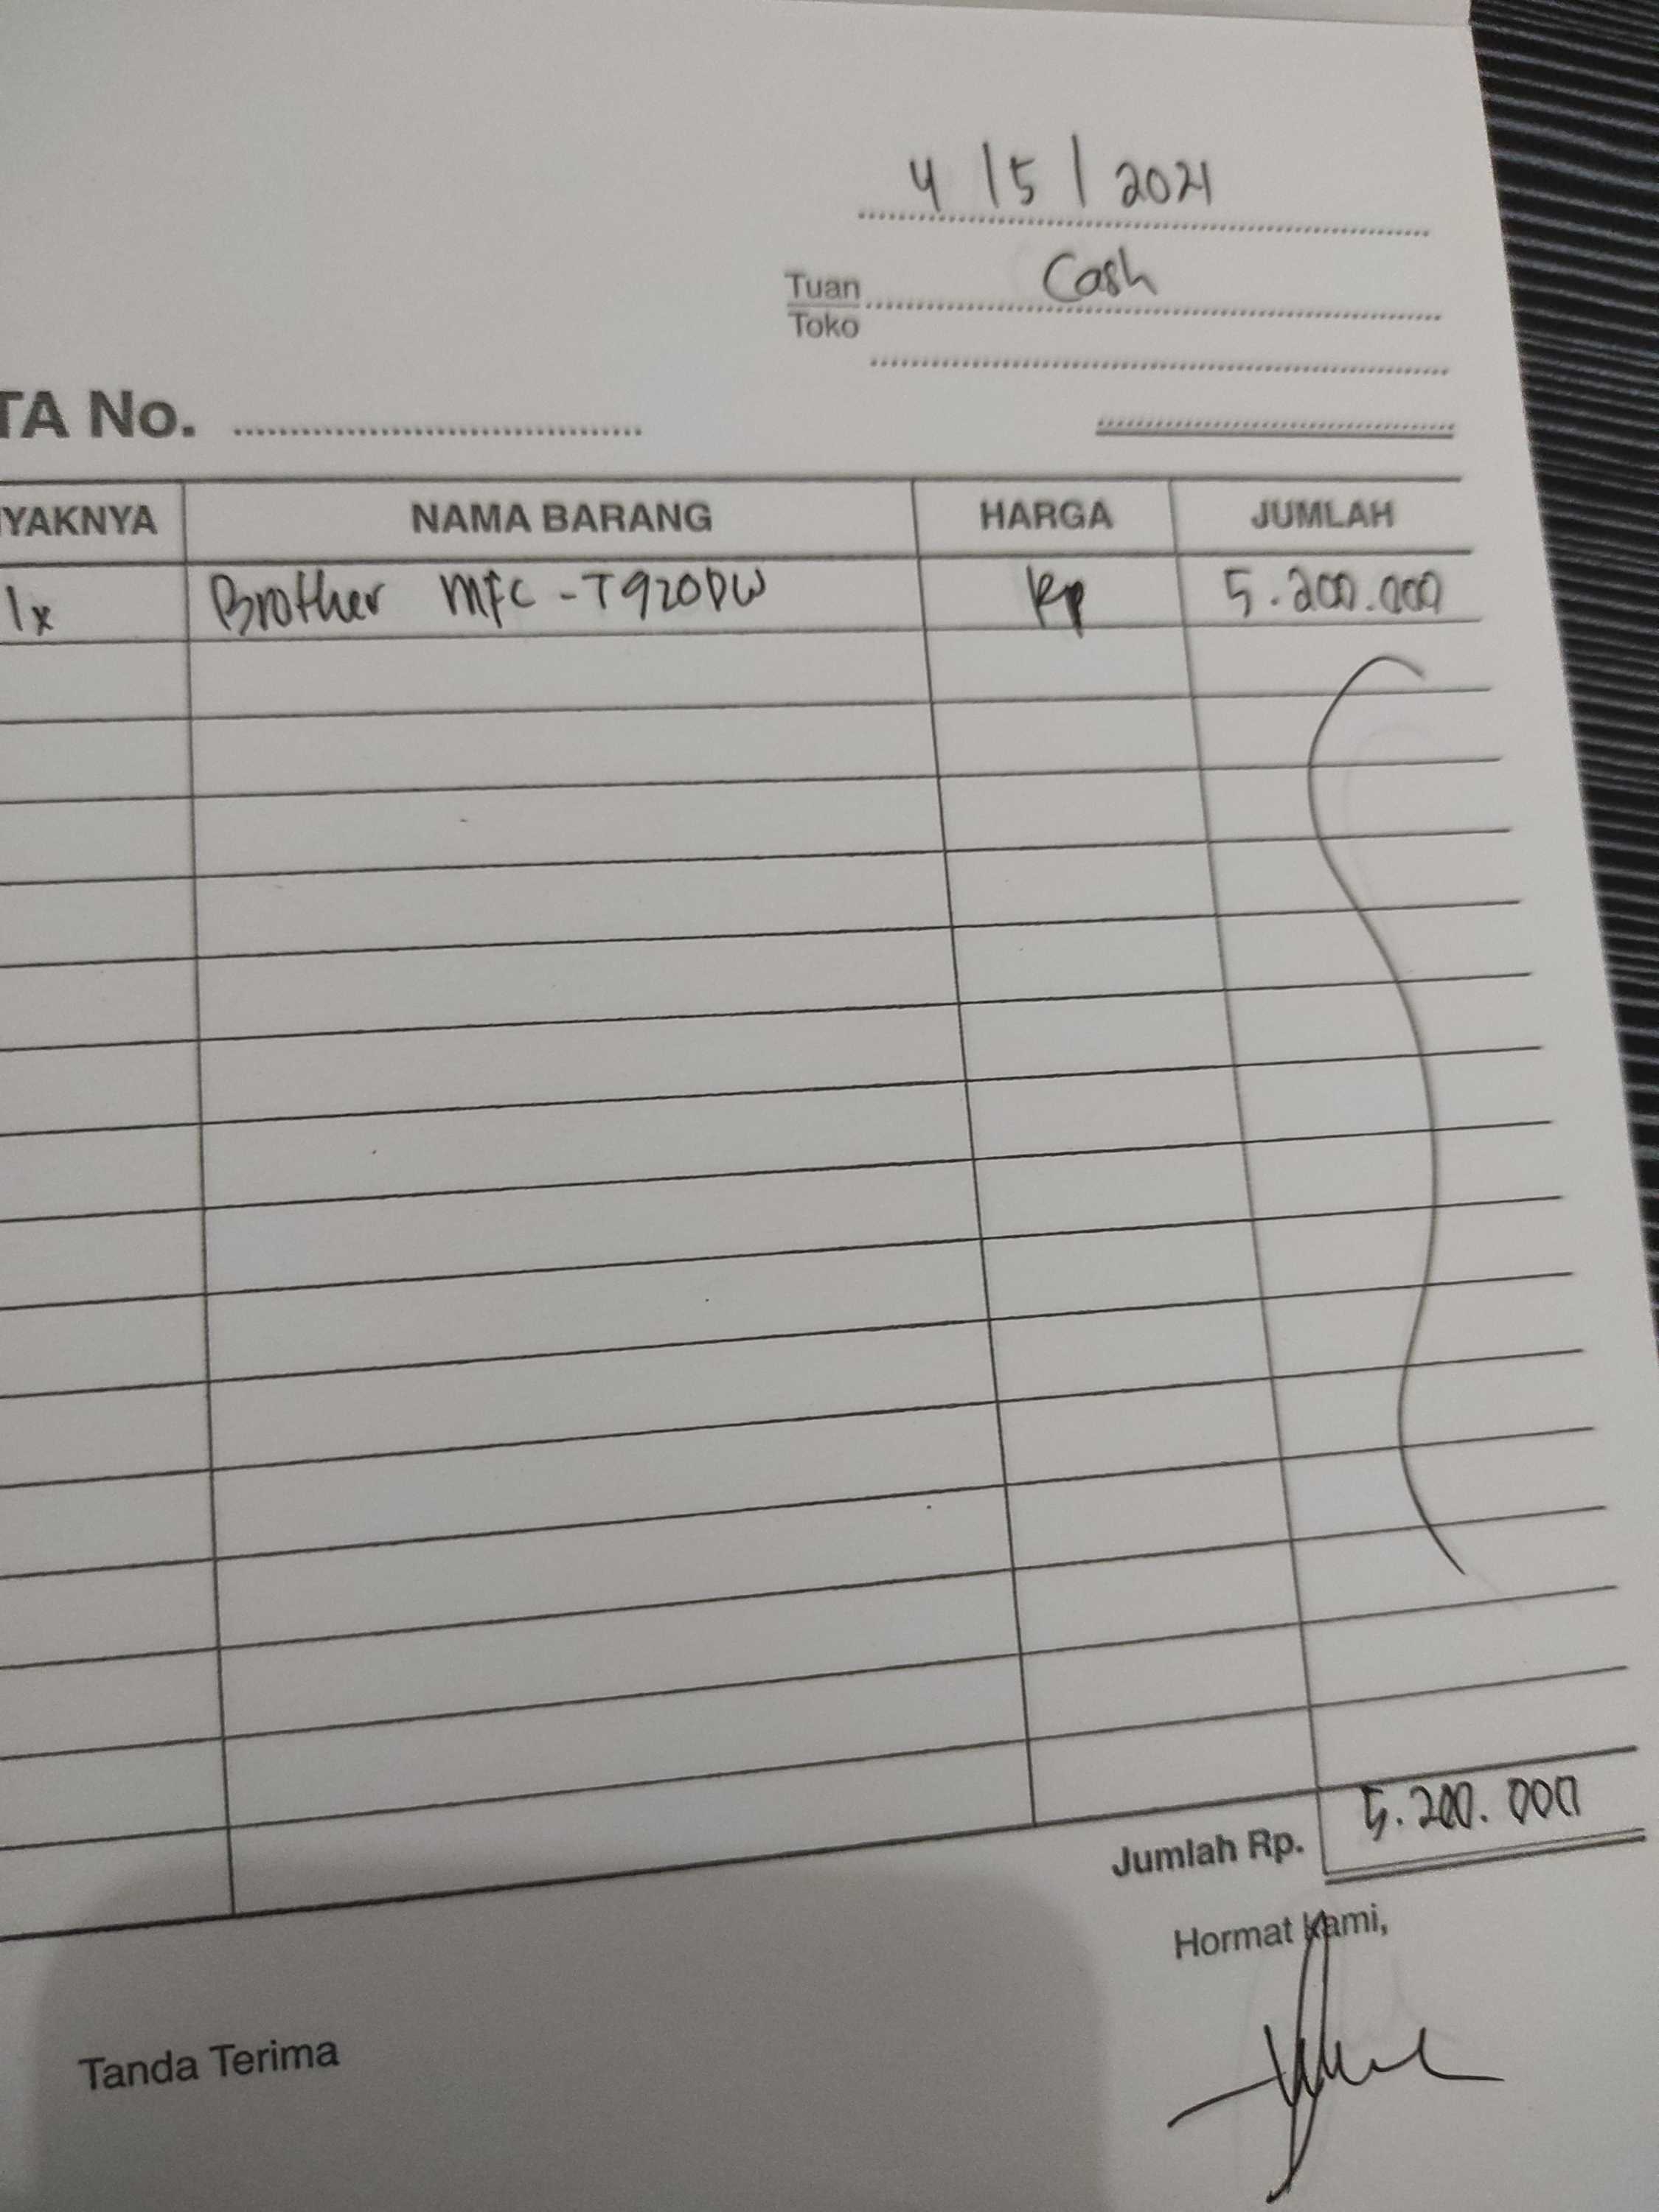 4 / 5 / 2021
Tuan Cash
Toko
TA No.
YAKNYA NAMA BARANG HARGA JUMLAH
1x Brother MFC - T920DW Rp 5.200.000
Jumlah Rp. 5.200.000
Hormat Kami,
Tanda Terima